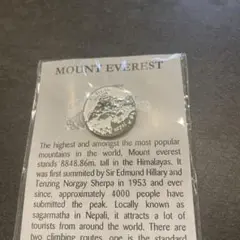 MOUNT EVEREST
The highest and amongst the most popular
mountains in the world, Mount everest
stands 8848.86m. tall in the Himalayas. It
was first summited by Sir Edmund Hillary and
Tenzing Norgay Sherpa in 1953 and ever
since, approximately 4000 people have
submitted the peak. Locally known as
sagarmatha in Nepali, it attracts a lot of
tourists from around the world. There are
two climbing routes, one is the standard